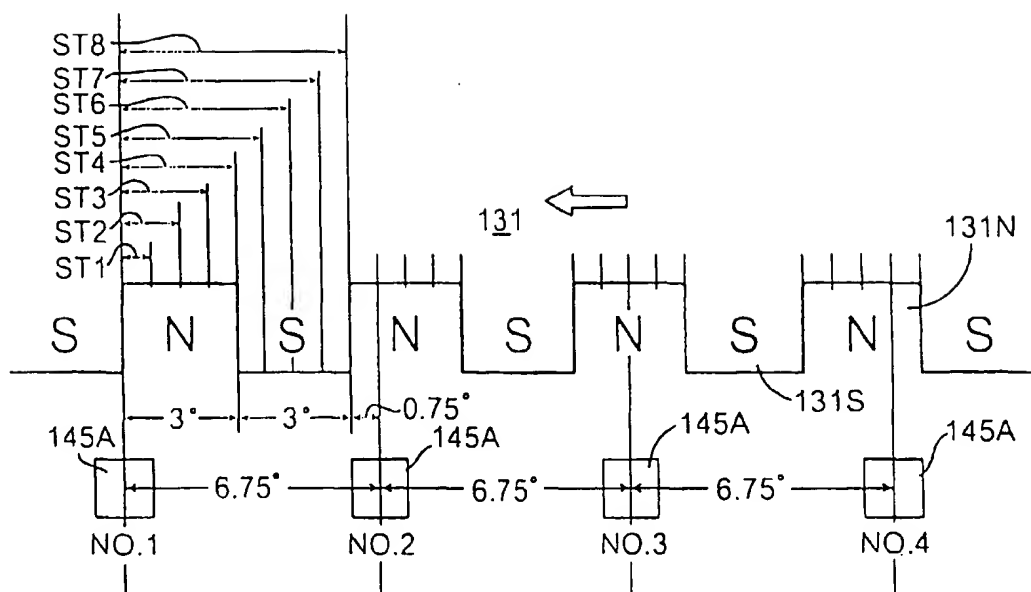 ST8
ST7
ST6
ST5
ST4
ST3
ST2
ST1
131
131N
S N S N S N S N S
131S
3° 3° 0.75°
145A 145A 145A 145A
6.75° 6.75° 6.75°
NO.1 NO.2 NO.3 NO.4